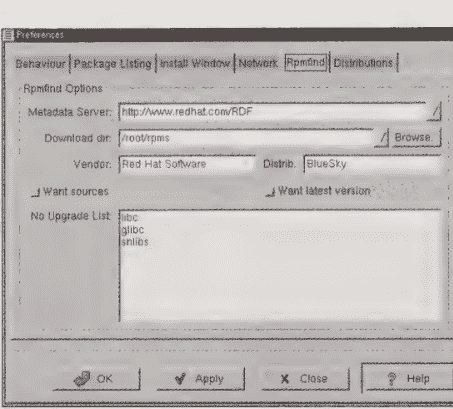 Preferences
Behaviour Package Listing Install Window Network Rpmfind Distributions
Rpmfind Options
Metadata Server: http://www.redhat.com/RDF
Download dir: /root/rpms Browse..
Vendor: Red Hat Software Distrib. BlueSky
Want sources Want latest version
No Upgrade List: libc
glibc
shlibs
OK Apply Close Help